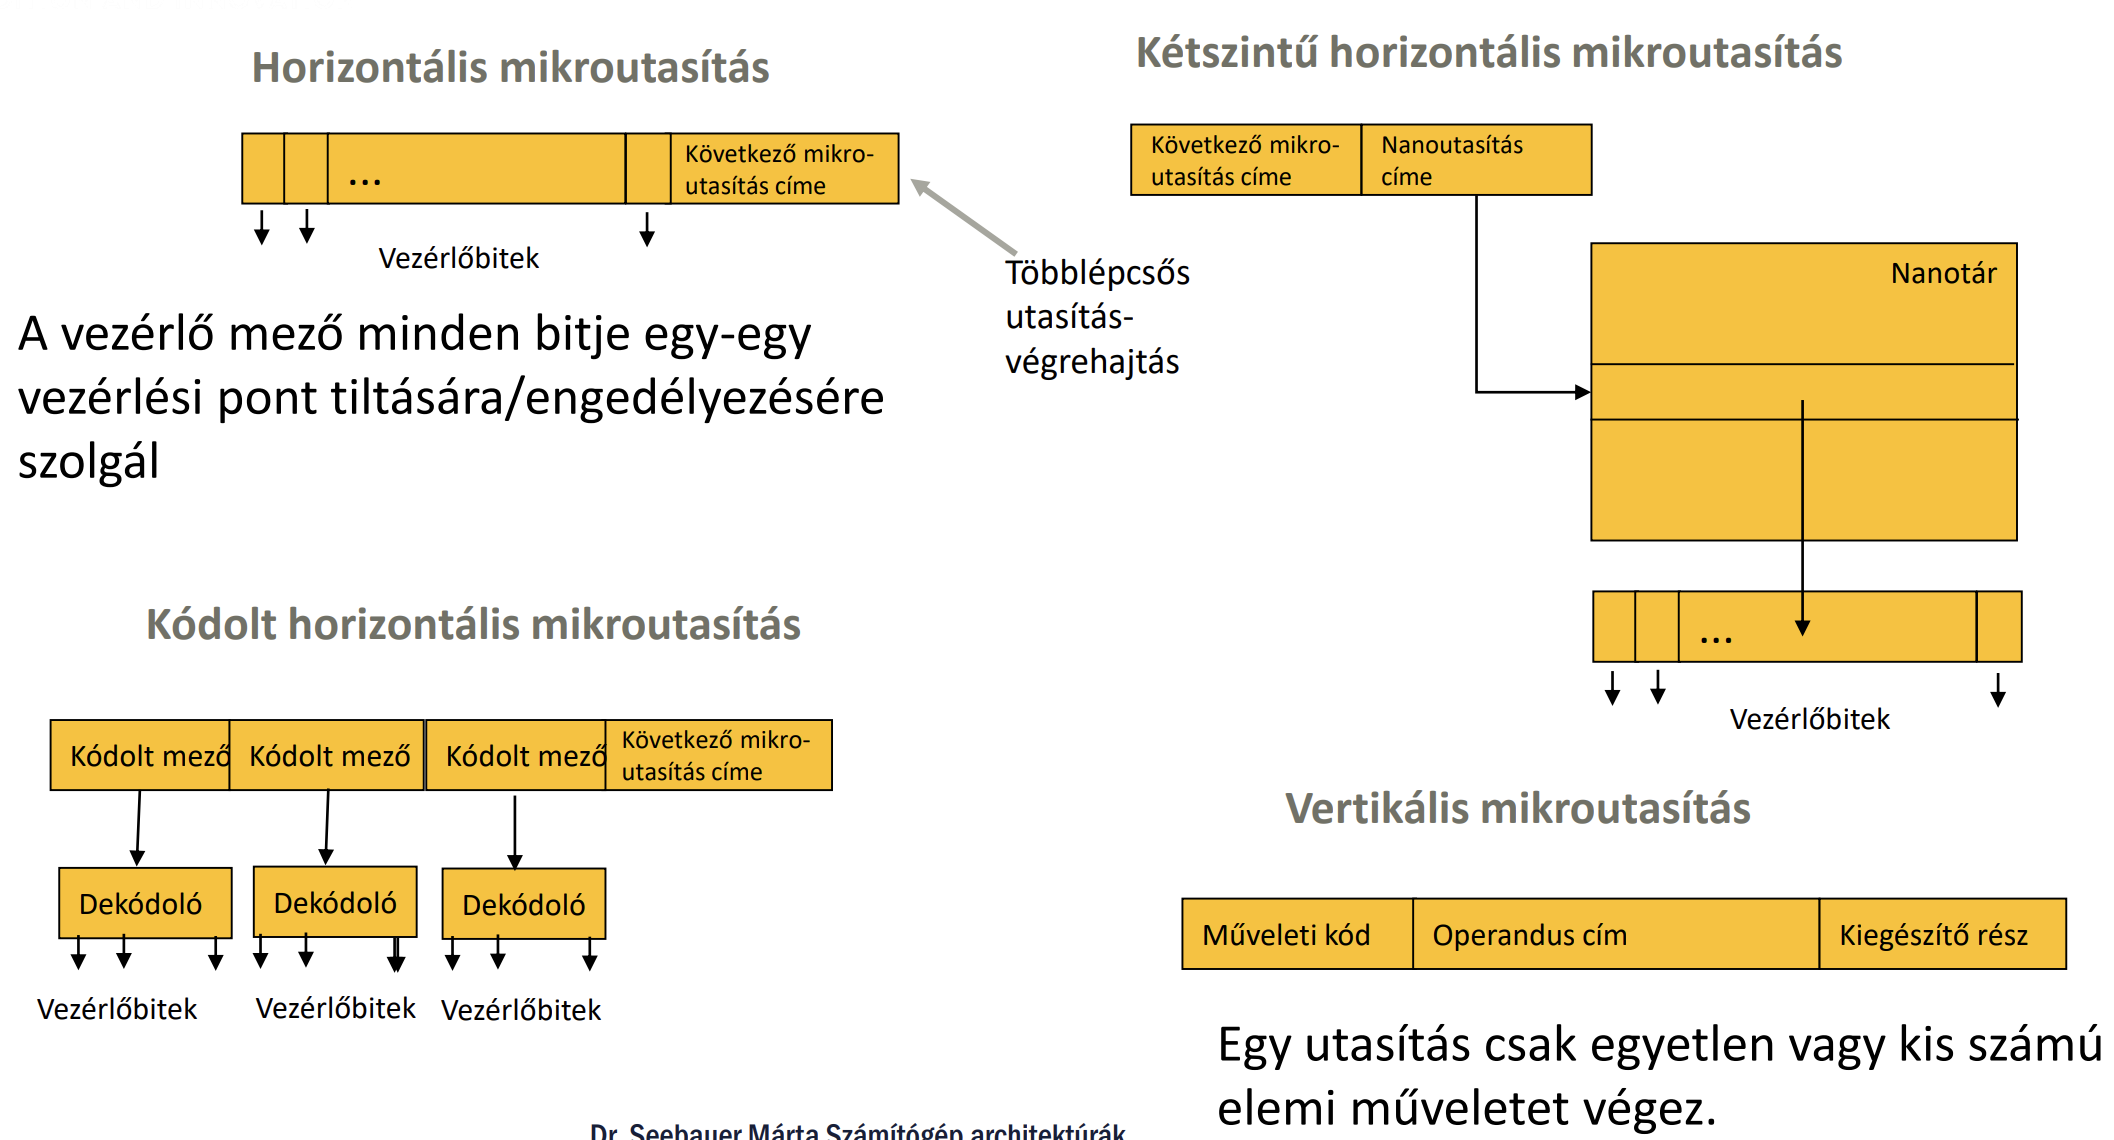 Horizontális mikroutasítás
...
Következő mikro-
utasítás címe
Vezérlőbitek
Többlépcsős
utasítás-
végrehajtás
A vezérlő mező minden bitje egy-egy
vezérlési pont tiltására/engedélyezésére
szolgál
Kétszintű horizontális mikroutasítás
Következő mikro-
utasítás címe
Nanoutasítás
címe
Nanotár
...
Vezérlőbitek
Kódolt horizontális mikroutasítás
Kódolt mező
Kódolt mező
Kódolt mező
Következő mikro-
utasítás címe
Dekódoló
Dekódoló
Dekódoló
Vezérlőbitek
Vezérlőbitek
Vezérlőbitek
Vertikális mikroutasítás
Műveleti kód
Operandus cím
Kiegészítő rész
Egy utasítás csak egyetlen vagy kis számú
elemi műveletet végez.
Dr. Seebauer Márta Számítógép architektúrák